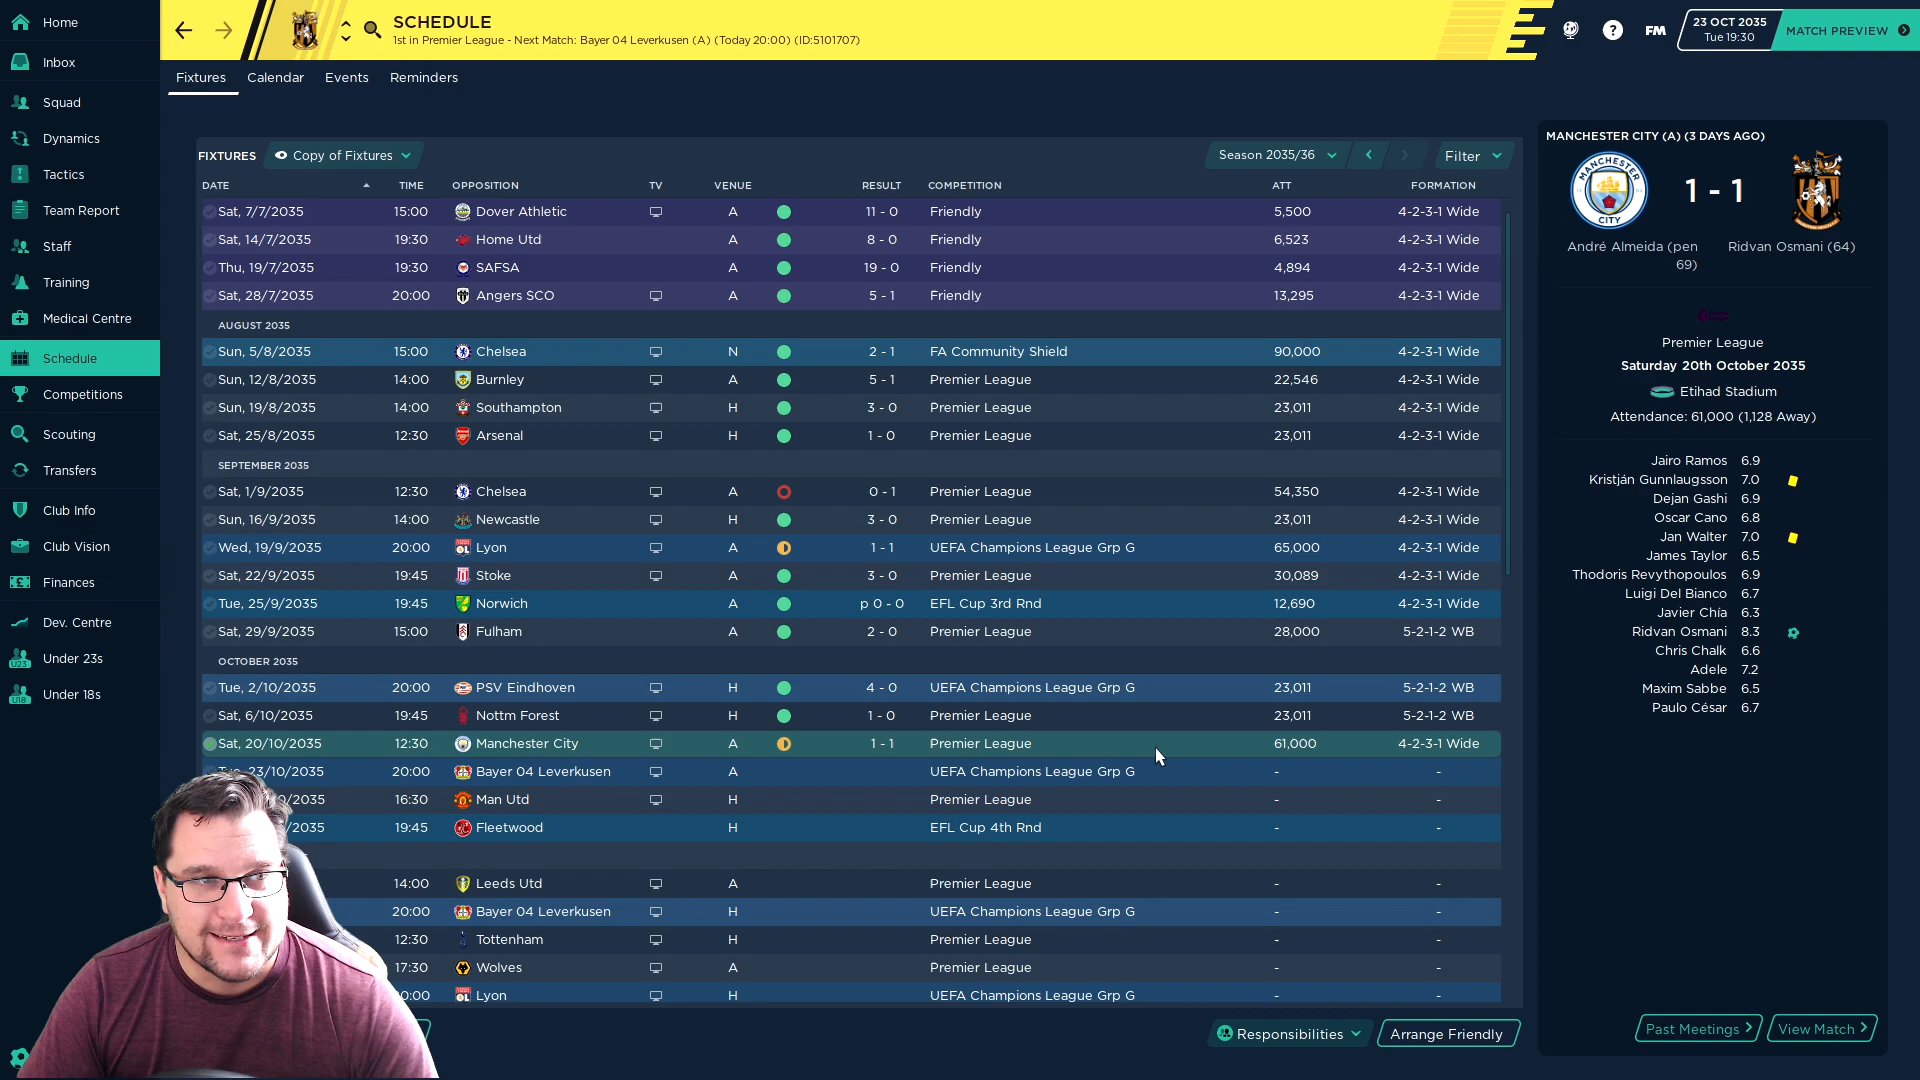 Home
Inbox
Squad
Dynamics
Tactics
Team Report
Staff
Training
Medical Centre
Schedule
Competitions
Scouting
Transfers
Club Info
Club Vision
Finances
Dev. Centre
Under 23s
Under 18s
SCHEDULE
1st in Premier League - Next Match: Bayer 04 Leverkusen (A) (Today 20:00) (ID:5101707)
? FM
23 OCT 2035
Tue 19:30
MATCH PREVIEW
Fixtures Calendar Events Reminders
FIXTURES Copy of Fixtures Season 2035/36 Filter
DATE TIME OPPOSITION TV VENUE RESULT COMPETITION ATT FORMATION
Sat, 7/7/2035 15:00 Dover Athletic A 11 - 0 Friendly 5,500 4-2-3-1 Wide
Sat, 14/7/2035 19:30 Home Utd A 8 - 0 Friendly 6,523 4-2-3-1 Wide
Thu, 19/7/2035 19:30 SAFSA A 19 - 0 Friendly 4,894 4-2-3-1 Wide
Sat, 28/7/2035 20:00 Angers SCO A 5 - 1 Friendly 13,295 4-2-3-1 Wide
AUGUST 2035
Sun, 5/8/2035 15:00 Chelsea N 2 - 1 FA Community Shield 90,000 4-2-3-1 Wide
Sun, 12/8/2035 14:00 Burnley A 5 - 1 Premier League 22,546 4-2-3-1 Wide
Sun, 19/8/2035 14:00 Southampton H 3 - 0 Premier League 23,011 4-2-3-1 Wide
Sat, 25/8/2035 12:30 Arsenal H 1 - 0 Premier League 23,011 4-2-3-1 Wide
SEPTEMBER 2035
Sat, 1/9/2035 12:30 Chelsea A 0 - 1 Premier League 54,350 4-2-3-1 Wide
Sun, 16/9/2035 14:00 Newcastle H 3 - 0 Premier League 23,011 4-2-3-1 Wide
Wed, 19/9/2035 20:00 Lyon A 1 - 1 UEFA Champions League Grp G 65,000 4-2-3-1 Wide
Sat, 22/9/2035 19:45 Stoke A 3 - 0 Premier League 30,089 4-2-3-1 Wide
Tue, 25/9/2035 19:45 Norwich A p 0 - 0 EFL Cup 3rd Rnd 12,690 4-2-3-1 Wide
Sat, 29/9/2035 15:00 Fulham A 2 - 0 Premier League 28,000 5-2-1-2 WB
OCTOBER 2035
Tue, 2/10/2035 20:00 PSV Eindhoven H 4 - 0 UEFA Champions League Grp G 23,011 5-2-1-2 WB
Sat, 6/10/2035 19:45 Nottm Forest H 1 - 0 Premier League 23,011 5-2-1-2 WB
Sat, 20/10/2035 12:30 Manchester City A 1 - 1 Premier League 61,000 4-2-3-1 Wide
Tue, 23/10/2035 20:00 Bayer 04 Leverkusen A UEFA Champions League Grp G - -
/2035 16:30 Man Utd H Premier League - -
/2035 19:45 Fleetwood H EFL Cup 4th Rnd - -
14:00 Leeds Utd A Premier League - -
20:00 Bayer 04 Leverkusen H UEFA Champions League Grp G - -
12:30 Tottenham H Premier League - -
17:30 Wolves A Premier League - -
0:00 Lyon H UEFA Champions League Grp G - -
Responsibilities Arrange Friendly
MANCHESTER CITY (A) (3 DAYS AGO)
MANCHESTER CITY
1 - 1
André Almeida (pen 
69)
Ridvan Osmani (64)
Premier League
Saturday 20th October 2035
Etihad Stadium
Attendance: 61,000 (1,128 Away)
Jairo Ramos 6.9
Kristján Gunnlaugsson 7.0
Dejan Gashi 6.9
Oscar Cano 6.8
Jan Walter 7.0
James Taylor 6.5
Thodoris Revythopoulos 6.9
Luigi Del Bianco 6.7
Javier Chía 6.3
Ridvan Osmani 8.3
Chris Chalk 6.6
Adele 7.2
Maxim Sabbe 6.5
Paulo César 6.7
Past Meetings View Match